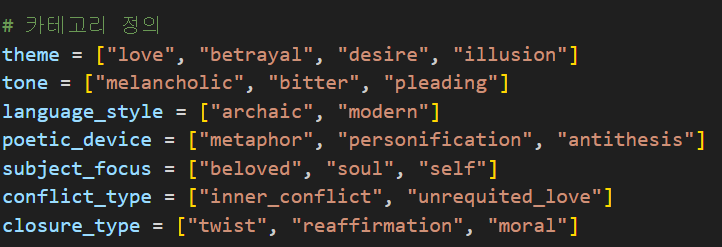 # 카테고리 정의
theme = ["love", "betrayal", "desire", "illusion"]
tone = ["melancholic", "bitter", "pleading"]
language_style = ["archaic", "modern"]
poetic_device = ["metaphor", "personification", "antithesis"]
subject_focus = ["beloved", "soul", "self"]
conflict_type = ["inner_conflict", "unrequited_love"]
closure_type = ["twist", "reaffirmation", "moral"]